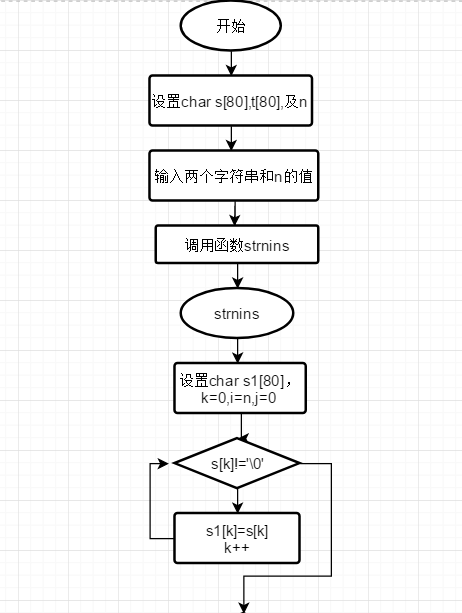 开始
设置char s[80],t[80],及n
输入两个字符串和n的值
调用函数strnins
strnins
设置char s1[80]，
k=0,i=n,j=0
s[k]!='\0'
s1[k]=s[k]
k++